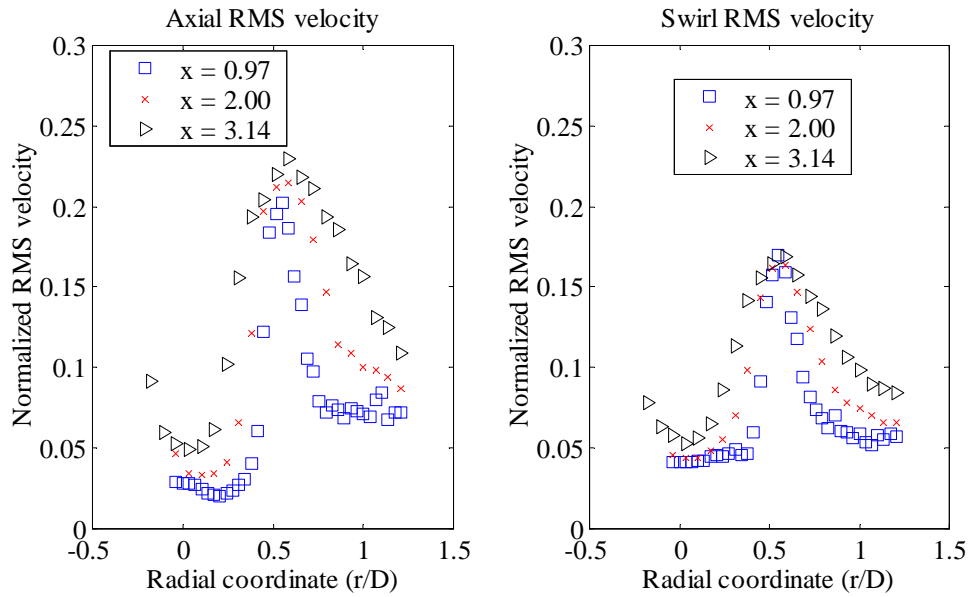 Axial RMS velocity
0.3
0.25
0.2
0.15
0.1
0.05
0
Normalized RMS velocity
x = 0.97
x = 2.00
x = 3.14
-0.5
0
0.5
1
1.5
Radial coordinate (r/D)
Swirl RMS velocity
0.3
0.25
0.2
0.15
0.1
0.05
0
Normalized RMS velocity
x = 0.97
x = 2.00
x = 3.14
-0.5
0
0.5
1
1.5
Radial coordinate (r/D)